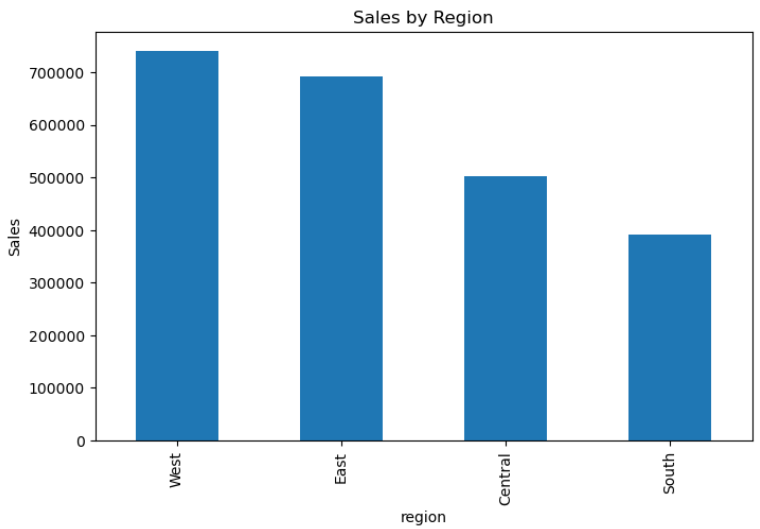 Sales by Region
Sales
700000
600000
500000
400000
300000
200000
100000
0
West
East
Central
South
region